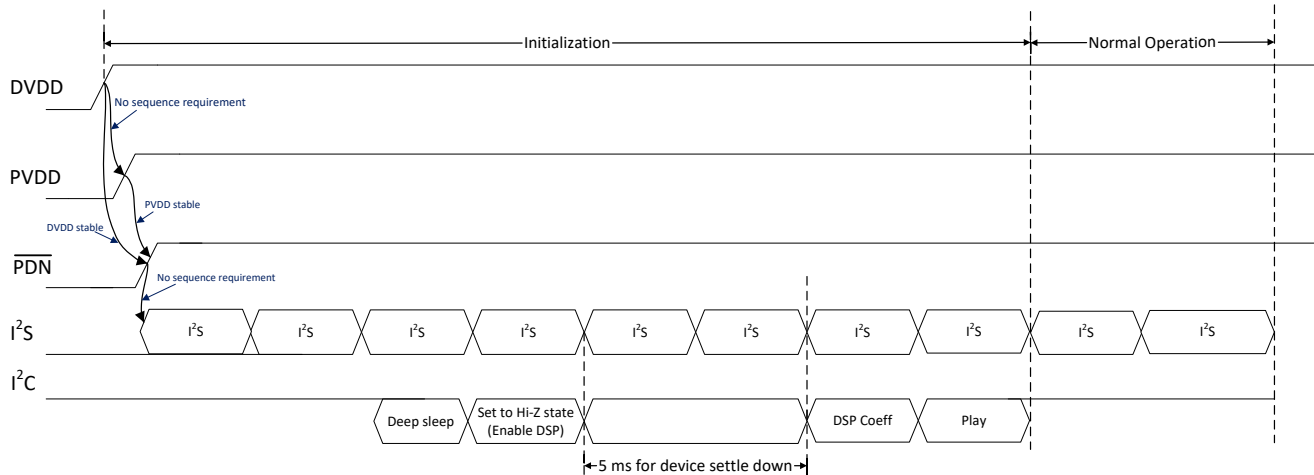 Initialization
Normal Operation
DVDD
No sequence requirement
PVDD
PVDD stable
DVDD stable
PDN
No sequence requirement
I²S
I²S
I²S
I²S
I²S
I²S
I²S
I²S
I²S
I²S
I²S
I²C
Deep sleep
Set to Hi-Z state
(Enable DSP)
DSP Coeff
Play
5 ms for device settle down